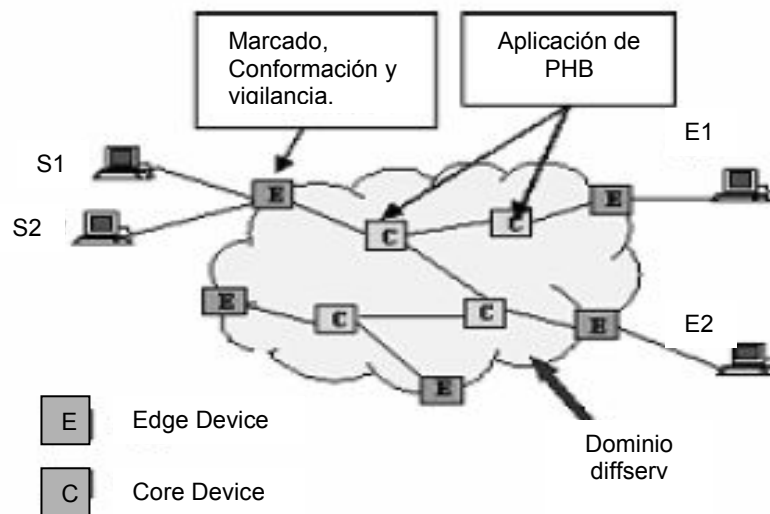 Marcado,
Conformación y
vigilancia.
Aplicación de
PHB
S1
S2
E1
E2
E
E
E
E
E
C
C
C
C
E Edge Device
C Core Device
Dominio
diffserv